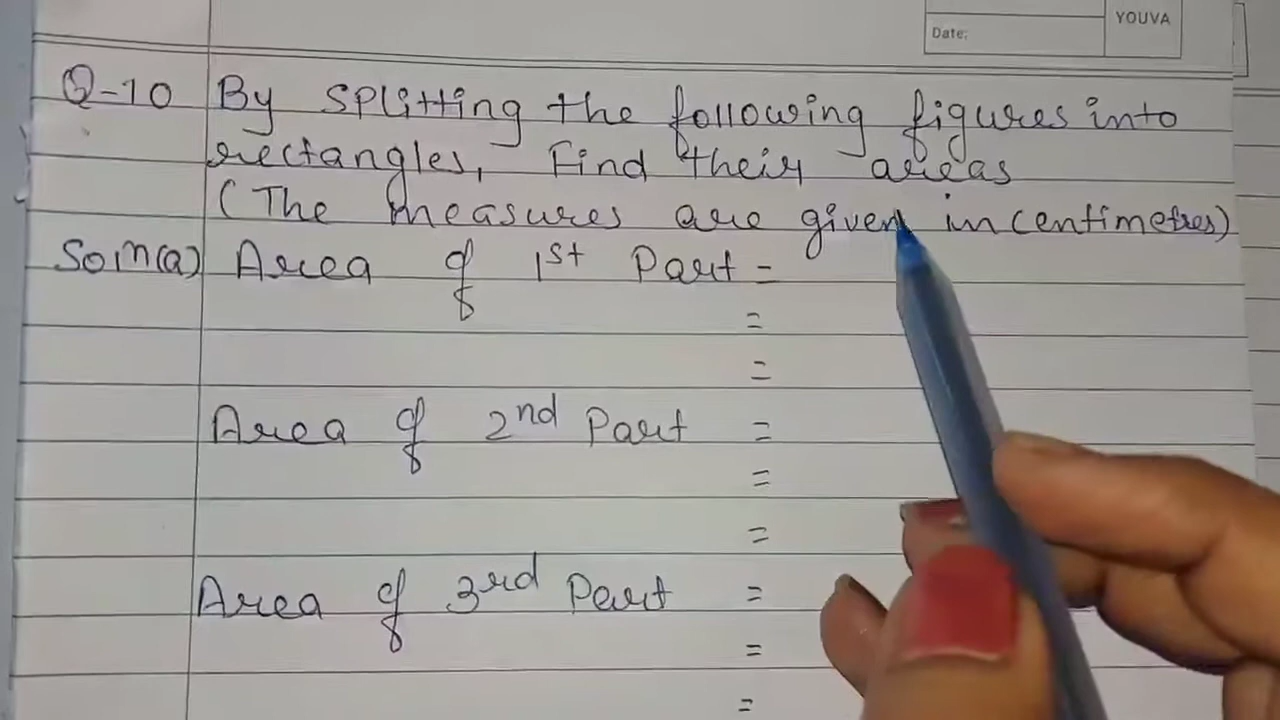 YOUVA
Date:
Q-10 By splitting the following figures into
rectangles, Find their areas
(The measures are given in centimetres)
Soln(a) Area of 1st Part =
=
=
Area of 2nd Part =
=
=
Area of 3rd Part =
=
=